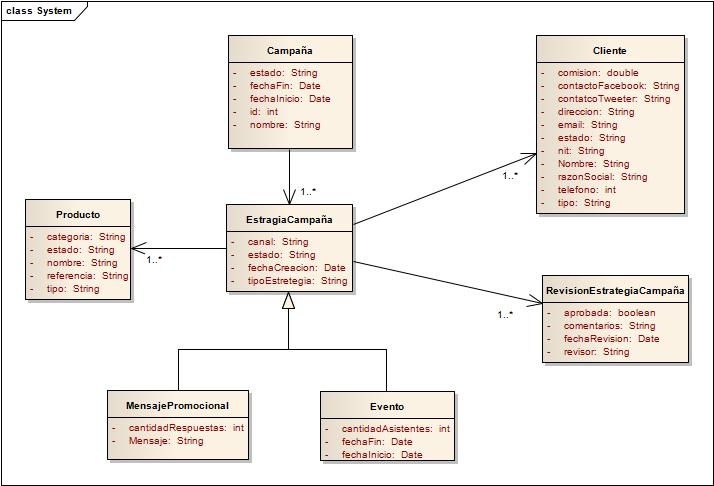 class System
Campaña
- estado: String
- fechaFin: Date
- fechaInicio: Date
- id: int
- nombre: String
Cliente
- comision: double
- contactoFacebook: String
- contatcoTweeter: String
- direccion: String
- email: String
- estado: String
- nit: String
- Nombre: String
- razonSocial: String
- telefono: int
- tipo: String
1..*
1..*
Producto
- categoria: String
- estado: String
- nombre: String
- referencia: String
- tipo: String
1..*
EstragiaCampaña
- canal: String
- estado: String
- fechaCreacion: Date
- tipoEstretegia: String
RevisionEstrategiaCampaña
- aprobada: boolean
- comentarios: String
- fechaRevision: Date
- revisor: String
1..*
MensajePromocional
- cantidadRespuestas: int
- Mensaje: String
Evento
- cantidadAsistentes: int
- fechaFin: Date
- fechaInicio: Date